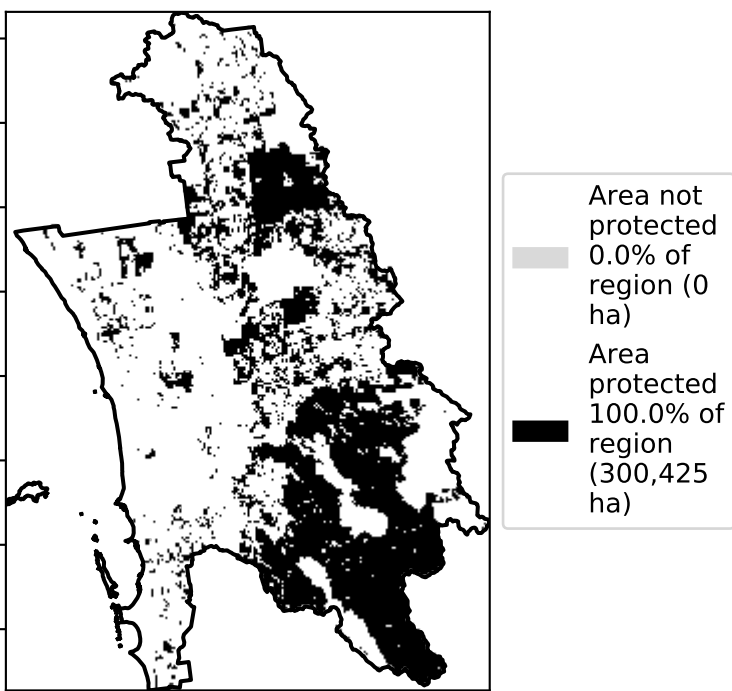 Area not
protected
0.0% of
region (0
ha)
Area
protected
100.0% of
region
(300,425
ha)